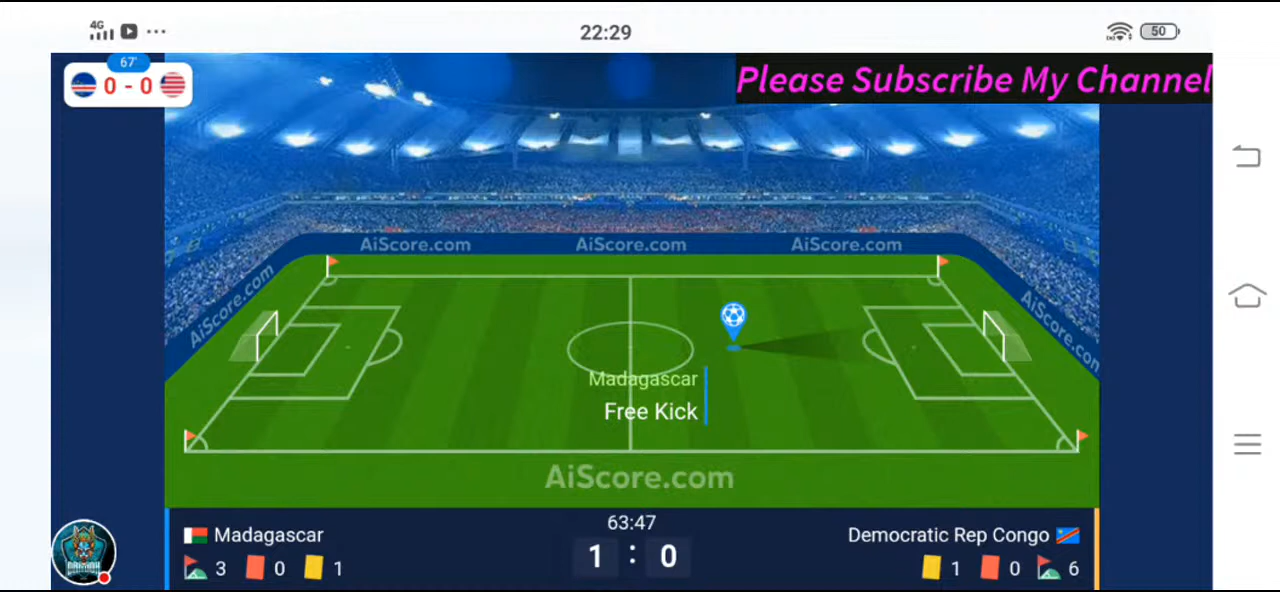 4G
22:29
50
67'
0 - 0
Please Subscribe My Channel
AiScore.com
AiScore.com
AiScore.com
AiScore.com
AiScore.com
Madagascar
Free Kick
AiScore.com
63:47
Madagascar
1 : 0
Democratic Rep Congo
3 0 1
1 0 6